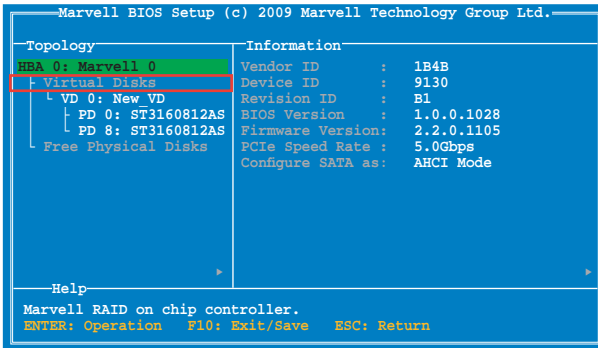 Marvell BIOS Setup (c) 2009 Marvell Technology Group Ltd.
Topology
HBA 0: Marvell 0
Virtual Disks
VD 0: New_VD
PD 0: ST3160812AS
PD 8: ST3160812AS
Free Physical Disks
Information
Vendor ID : 1B4B
Device ID : 9130
Revision ID : B1
BIOS Version : 1.0.0.1028
Firmware Version: 2.2.0.1105
PCIe Speed Rate : 5.0Gbps
Configure SATA as: AHCI Mode
Help
Marvell RAID on chip controller.
ENTER: Operation F10: Exit/Save ESC: Return